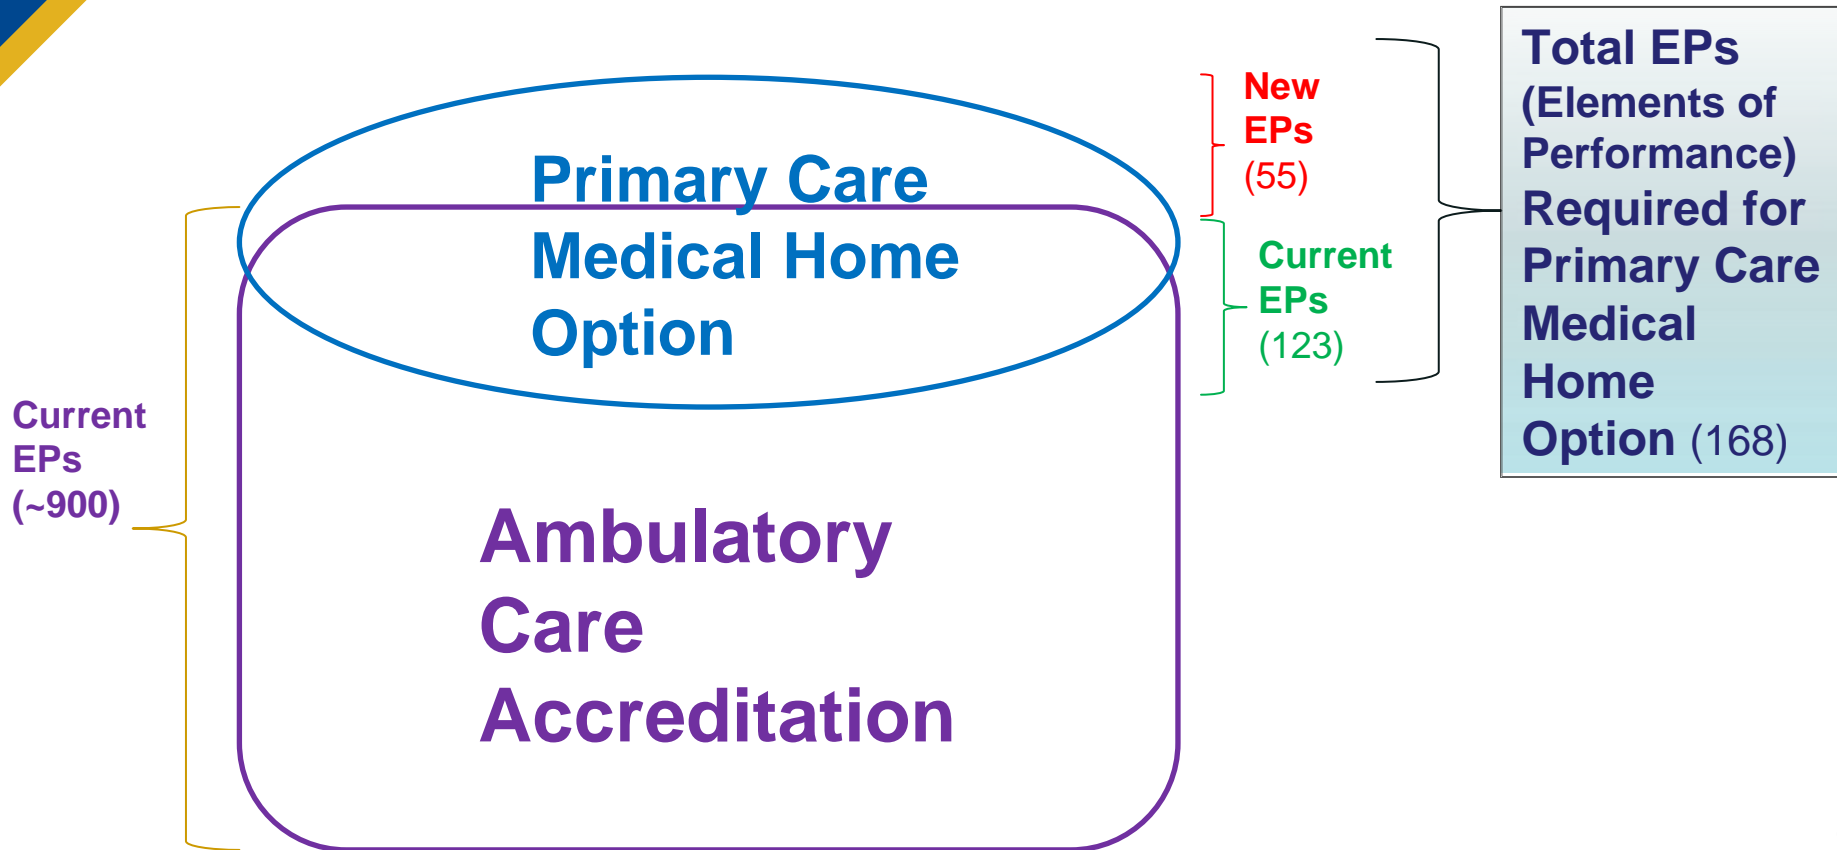 Primary Care
Medical Home
Option
New
EPs
(55)
Current
EPs
(123)
Total EPs
(Elements of
Performance)
Required for
Primary Care
Medical
Home
Option (168)
Current
EPs
(~900)
Ambulatory
Care
Accreditation